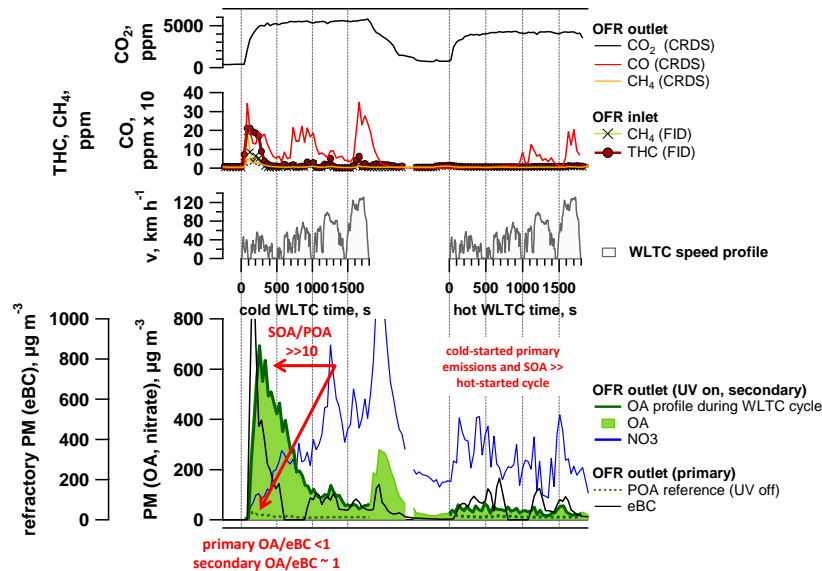 CO₂,
ppm
5000
0
OFR outlet
CO₂ (CRDS)
CO (CRDS)
CH₄ (CRDS)
THC, CH₄,
ppm
CO,
ppm x 10
40
30
20
10
0
OFR inlet
CH₄ (FID)
THC (FID)
v, km h⁻¹
120
80
40
0
WLTC speed profile
0 500 1000 1500
cold WLTC time, s
0 500 1000 1500
hot WLTC time, s
refractory PM (eBC), µg m⁻³
1000
800
600
400
200
0
PM (OA, nitrate), µg m⁻³
800
600
400
200
0
SOA/POA
>>10
cold-started primary
emissions and SOA >>
hot-started cycle
OFR outlet (UV on, secondary)
OA profile during WLTC cycle
OA
NO3
OFR outlet (primary)
POA reference (UV off)
eBC
primary OA/eBC <1
secondary OA/eBC ~ 1